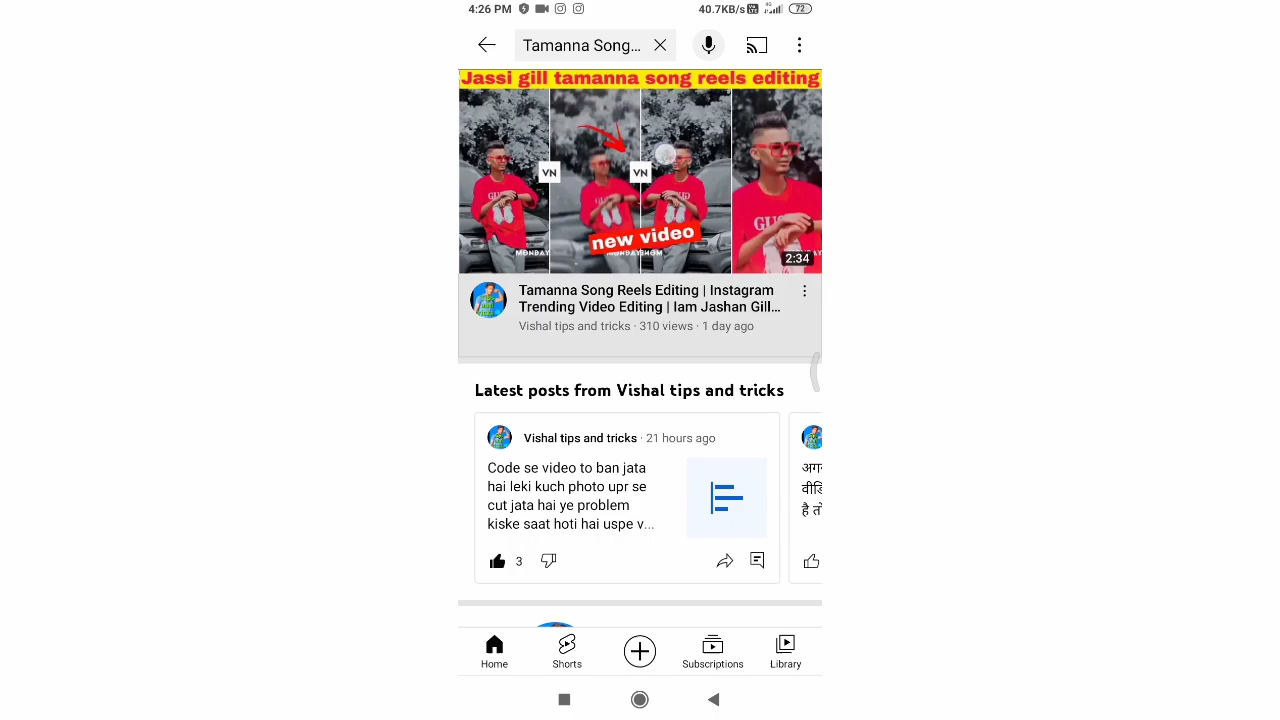 4:26 PM 40.7KB/s 4G 72
Tamanna Song...
Jassi gill tamanna song reels editing
VN VN
GUC
new video
MONDAY
2:34
Tamanna Song Reels Editing | Instagram
Trending Video Editing | Iam Jashan Gill...
Vishal tips and tricks · 310 views · 1 day ago
Latest posts from Vishal tips and tricks
Vishal tips and tricks · 21 hours ago
Code se video to ban jata
hai leki kuch photo upr se
cut jata hai ye problem
kiske saat hoti hai uspe v...
3
Home Shorts Subscriptions Library